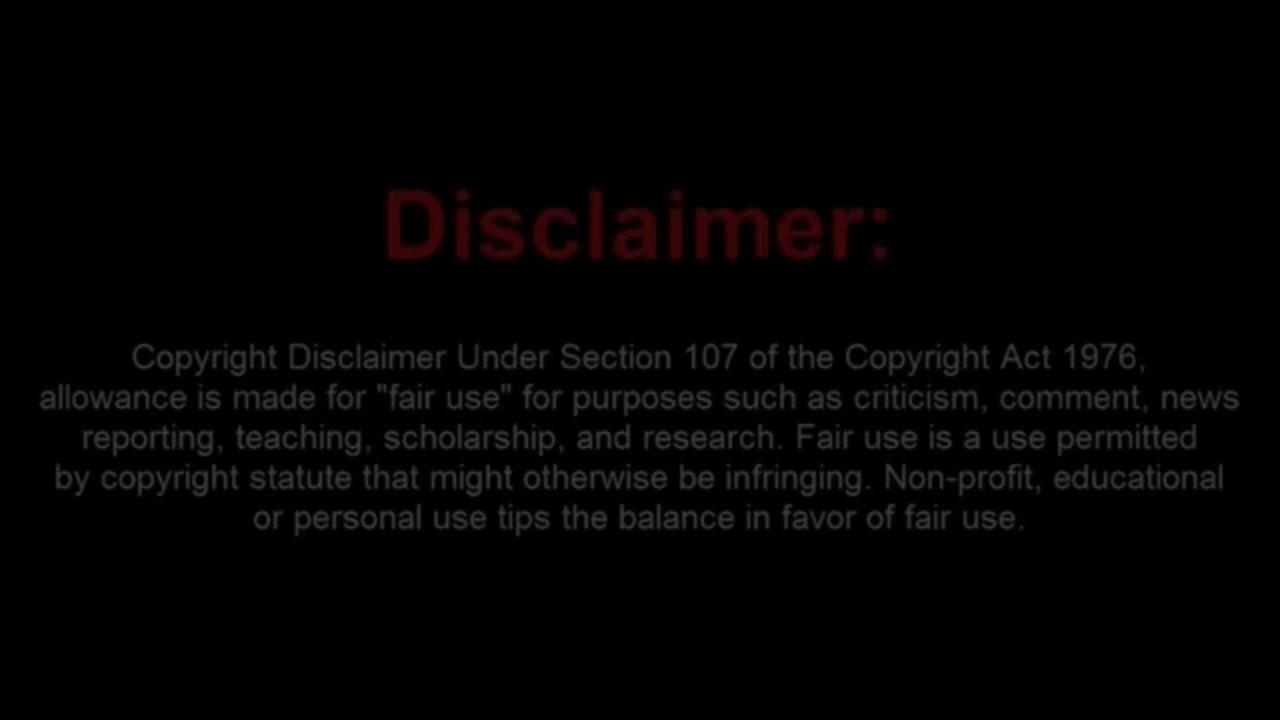 Disclaimer:
Copyright Disclaimer Under Section 107 of the Copyright Act 1976,
allowance is made for "fair use" for purposes such as criticism, comment, news
reporting, teaching, scholarship, and research. Fair use is a use permitted
by copyright statute that might otherwise be infringing. Non-profit, educational
or personal use tips the balance in favor of fair use.